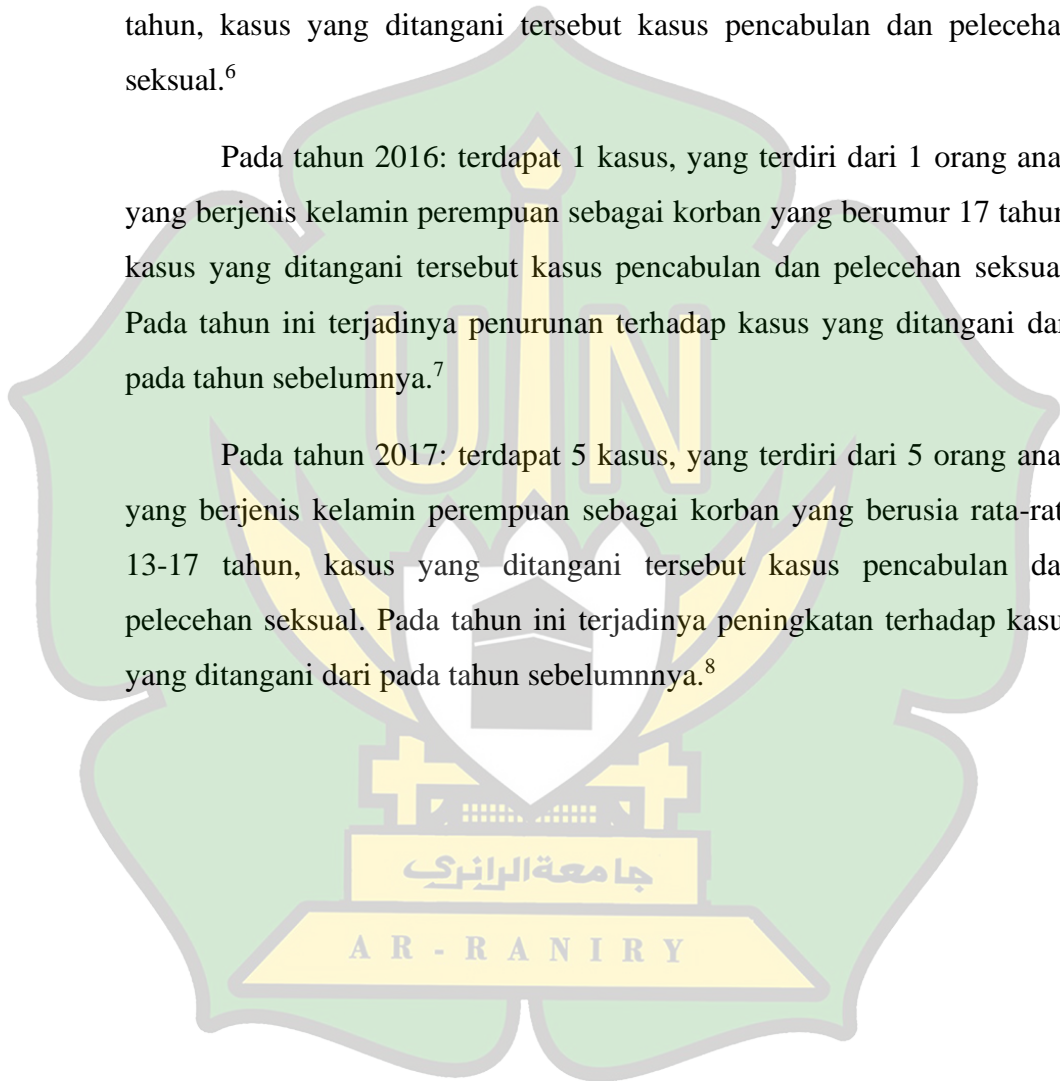 tahun, kasus yang ditangani tersebut kasus pencabulan dan peleceha
seksual.6
Pada tahun 2016: terdapat 1 kasus, yang terdiri dari 1 orang ana
yang berjenis kelamin perempuan sebagai korban yang berumur 17 tahun
kasus yang ditangani tersebut kasus pencabulan dan pelecehan seksua
Pada tahun ini terjadinya penurunan terhadap kasus yang ditangani dar
pada tahun sebelumnya.7
Pada tahun 2017: terdapat 5 kasus, yang terdiri dari 5 orang ana
yang berjenis kelamin perempuan sebagai korban yang berusia rata-rat
13-17 tahun, kasus yang ditangani tersebut kasus pencabulan da
pelecehan seksual. Pada tahun ini terjadinya peningkatan terhadap kasu
yang ditangani dari pada tahun sebelumnnya.8
UIN
جامعةالرانري
AR-RANIRY